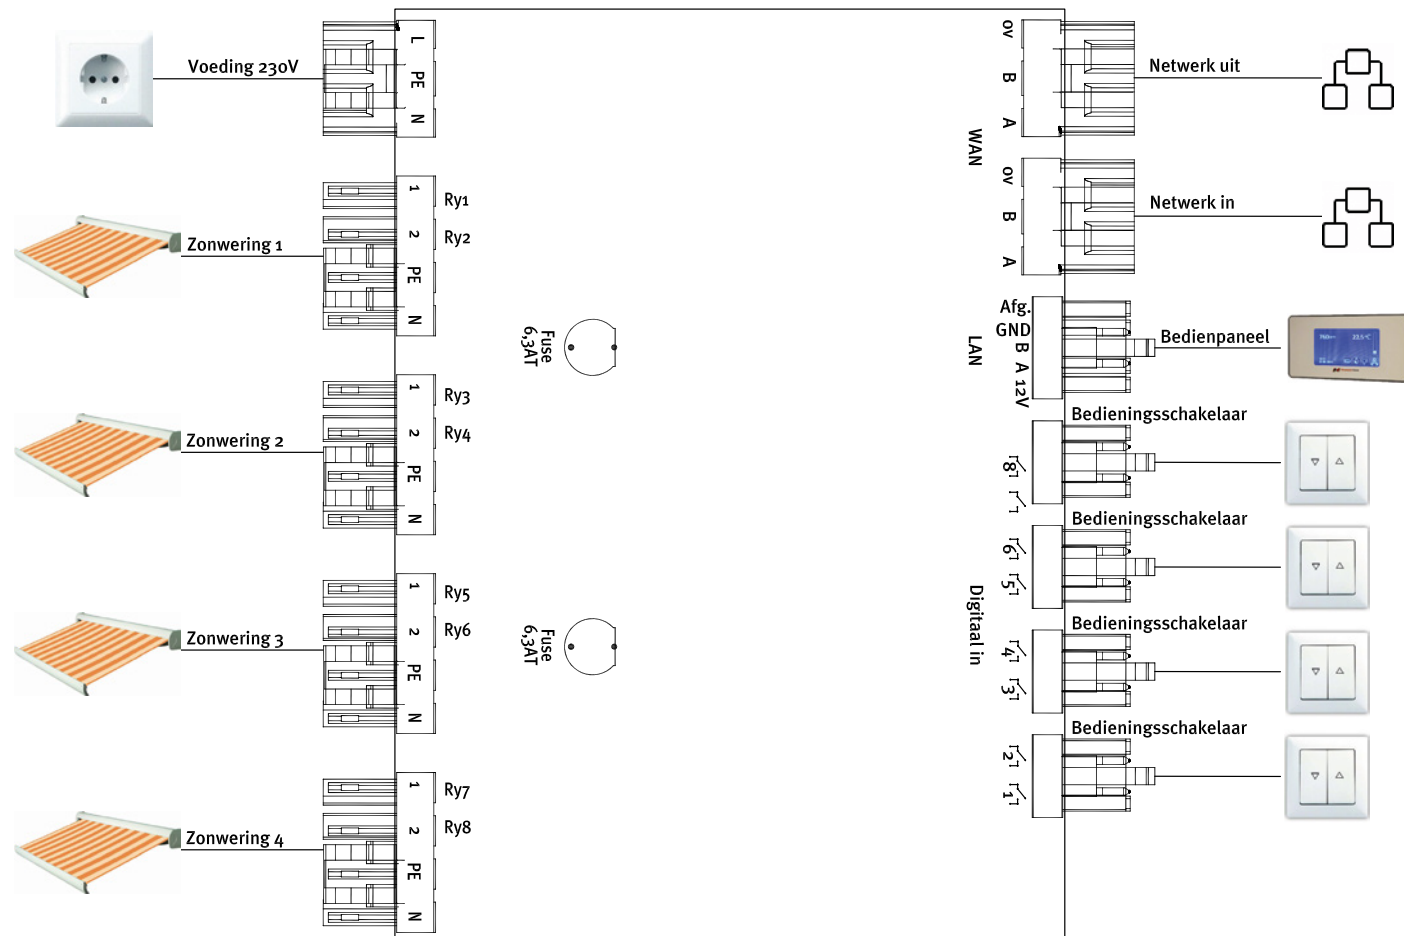 Voeding 230V
L
PE
N
Zonwering 1
1
2
PE
N
Ry1
Ry2
Zonwering 2
1
2
PE
N
Ry3
Ry4
Zonwering 3
1
2
PE
N
Ry5
Ry6
Zonwering 4
1
2
PE
N
Ry7
Ry8
Fuse
6,3AT
Fuse
6,3AT
WAN
0V
B
A
Netwerk uit
0V
B
A
Netwerk in
LAN
Afg.
GND
B
A
12V
Bedienpaneel
22,5°C
Digitaal in
Bedieningsschakelaar
8
Bedieningsschakelaar
6
5
Bedieningsschakelaar
4
3
Bedieningsschakelaar
2
1